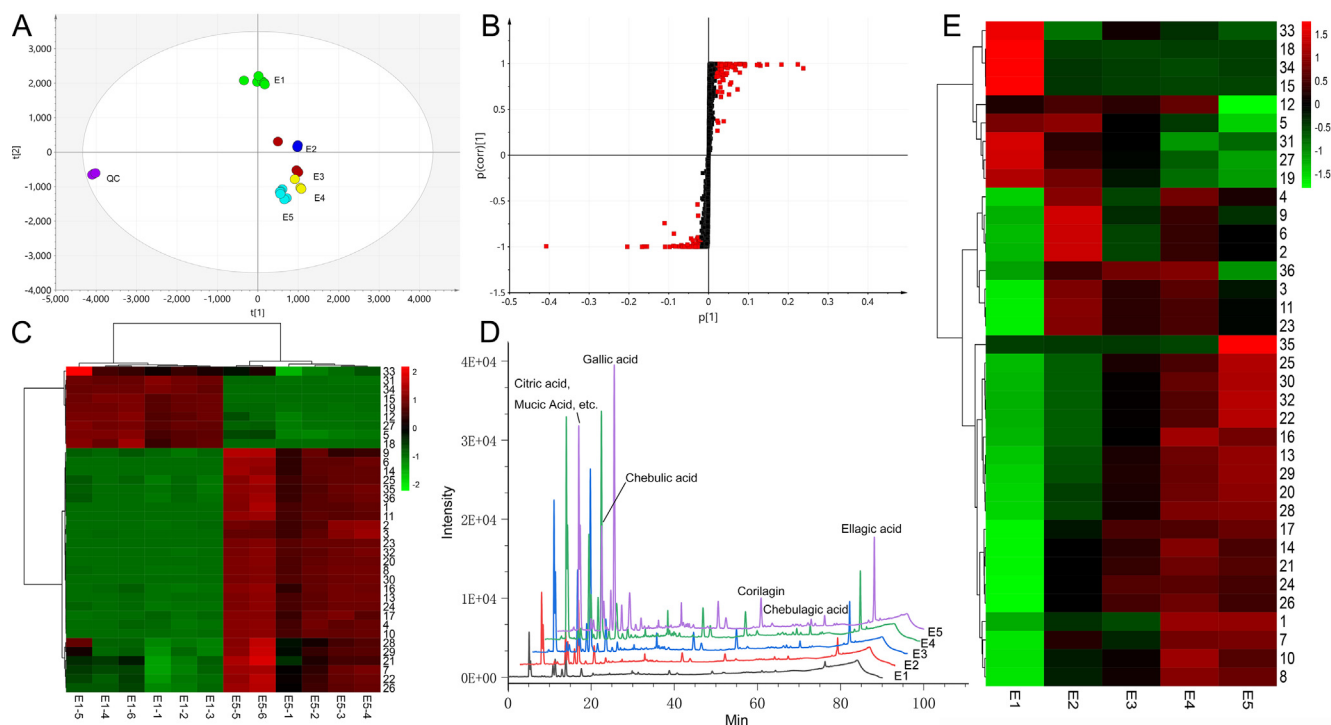 A
3,000
2,000
1,000
0
-1,000
-2,000
-3,000
-4,000
t[2]
E1
E2
E3
E4
E5
QC
-5,000 -4,000 -3,000 -2,000 -1,000 0 1,000 2,000 3,000 4,000
t[1]
B
1
0.5
0
-0.5
-1
p(corr)[1]
-0.5 -0.4 -0.3 -0.2 -0.1 0 0.1 0.2 0.3 0.4
p[1]
C
33
31
34
15
19
12
27
5
18
9
6
14
25
35
36
1
11
2
3
23
32
20
8
30
16
13
24
17
4
10
28
29
21
7
22
26
2
1
0
-1
-2
E1-5 E1-4 E1-6 E1-1 E1-2 E1-3 E5-5 E5-6 E5-1 E5-2 E5-3 E5-4
D
4E+04
3E+04
2E+04
1E+04
0E+00
Intensity
Gallic acid
Citric acid,
Mucic Acid, etc.
Chebulic acid
Ellagic acid
Corilagin
Chebulagic acid
E5
E4
E3
E2
E1
0 20 40 60 80 100
Min
E
33
18
34
15
12
5
31
27
19
4
9
6
2
36
3
11
23
35
25
30
32
22
16
13
29
20
28
17
14
21
24
26
1
7
10
8
1.5
1
0.5
0
-0.5
-1
-1.5
E1 E2 E3 E4 E5